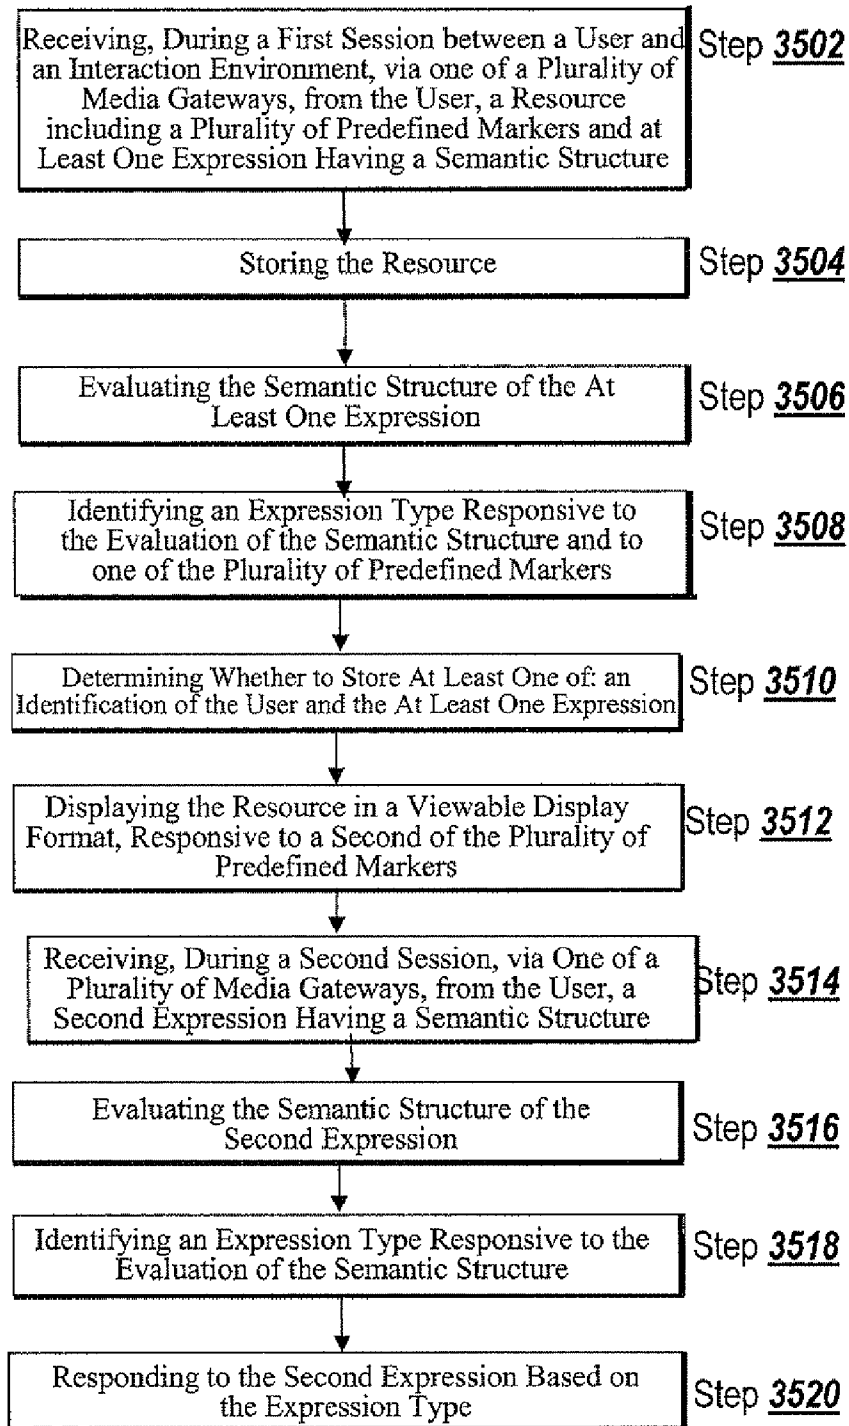 Receiving, During a First Session between a User and
an Interaction Environment, via one of a Plurality of
Media Gateways, from the User, a Resource
including a Plurality of Predefined Markers and at
Least One Expression Having a Semantic Structure
Step 3502
Storing the Resource
Step 3504
Evaluating the Semantic Structure of the At
Least One Expression
Step 3506
Identifying an Expression Type Responsive to
the Evaluation of the Semantic Structure and to
one of the Plurality of Predefined Markers
Step 3508
Determining Whether to Store At Least One of: an
Identification of the User and the At Least One Expression
Step 3510
Displaying the Resource in a Viewable Display
Format, Responsive to a Second of the Plurality of
Predefined Markers
Step 3512
Receiving, During a Second Session, via One of a
Plurality of Media Gateways, from the User, a
Second Expression Having a Semantic Structure
Step 3514
Evaluating the Semantic Structure of the
Second Expression
Step 3516
Identifying an Expression Type Responsive to the
Evaluation of the Semantic Structure
Step 3518
Responding to the Second Expression Based on
the Expression Type
Step 3520